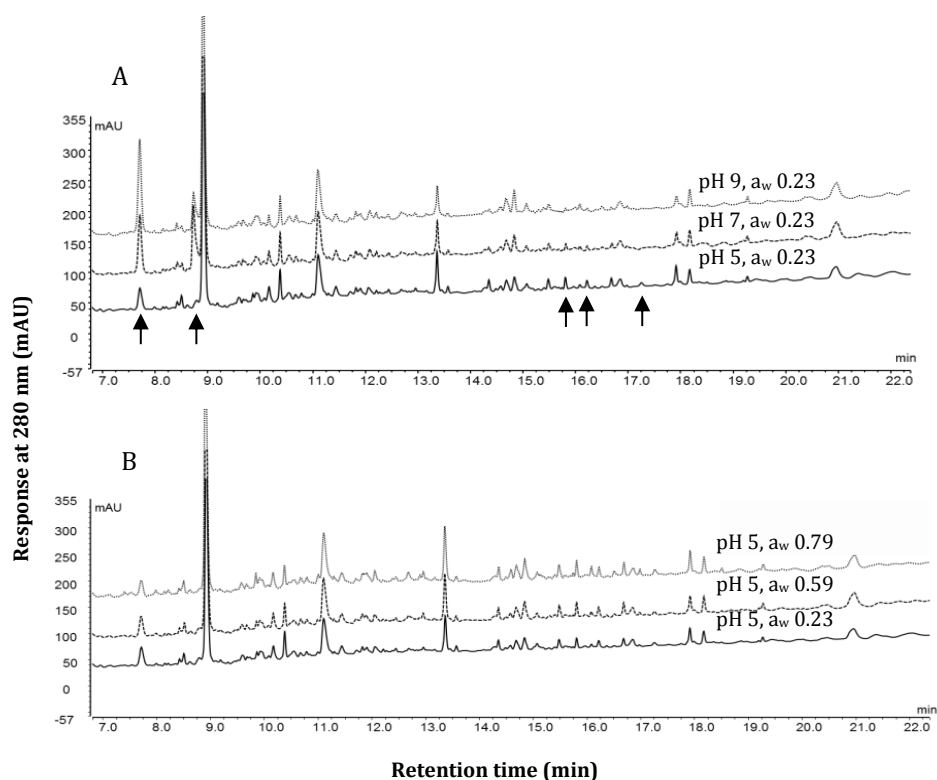 A
355
mAU
300
250
200
150
100
50
0
-57
pH 9, aw 0.23
pH 7, aw 0.23
pH 5, aw 0.23
min
7.0 8.0 9.0 10.0 11.0 12.0 13.0 14.0 15.0 16.0 17.0 18.0 19.0 20.0 21.0 22.0
Response at 280 nm (mAU)
B
355
mAU
300
250
200
150
100
50
0
-57
pH 5, aw 0.79
pH 5, aw 0.59
pH 5, aw 0.23
min
7.0 8.0 9.0 10.0 11.0 12.0 13.0 14.0 15.0 16.0 17.0 18.0 19.0 20.0 21.0 22.0
Retention time (min)